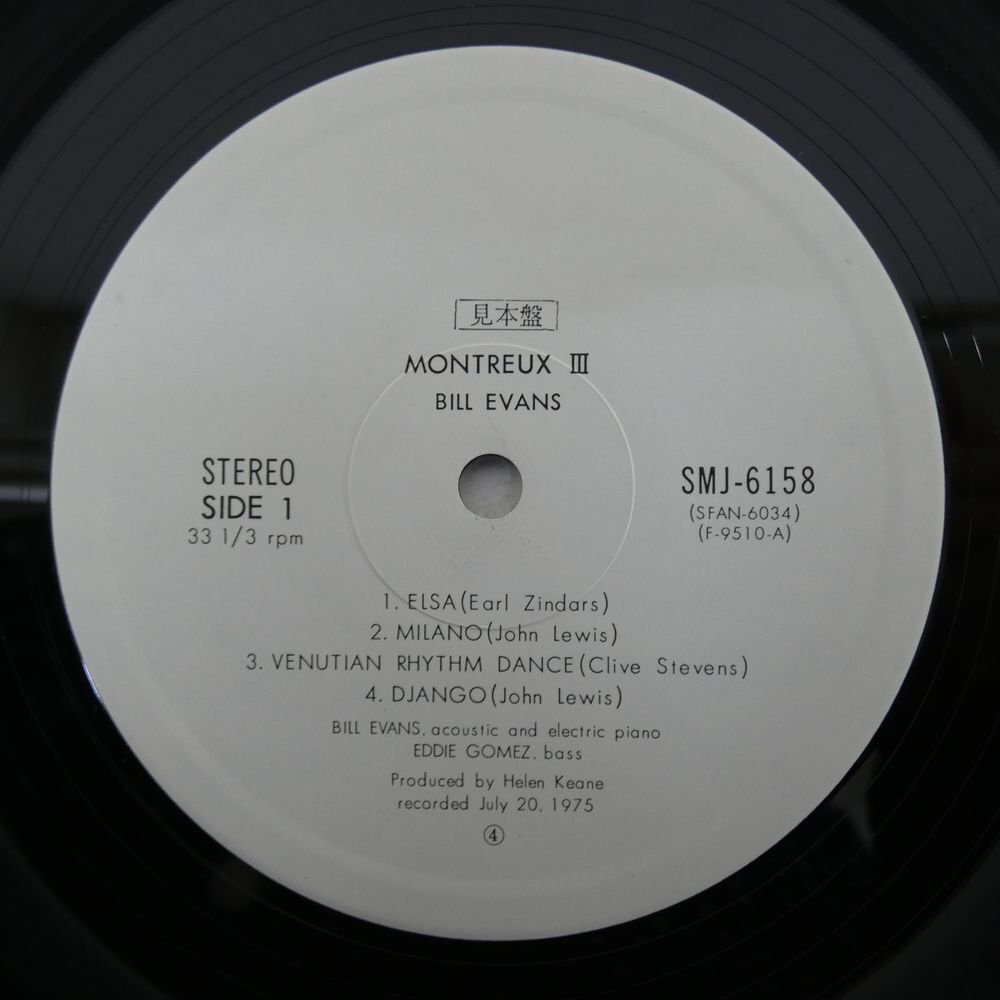 見本盤
MONTREUX III
BILL EVANS
STEREO
SIDE 1
33 1/3 rpm
SMJ-6158
(SFAN-6034)
(F-9510-A)
1. ELSA(Earl Zindars)
2. MILANO(John Lewis)
3. VENUTIAN RHYTHM DANCE(Clive Stevens)
4. DJANGO(John Lewis)
BILL EVANS, acoustic and electric piano
EDDIE GOMEZ, bass
Produced by Helen Keane
recorded July 20, 1975
④